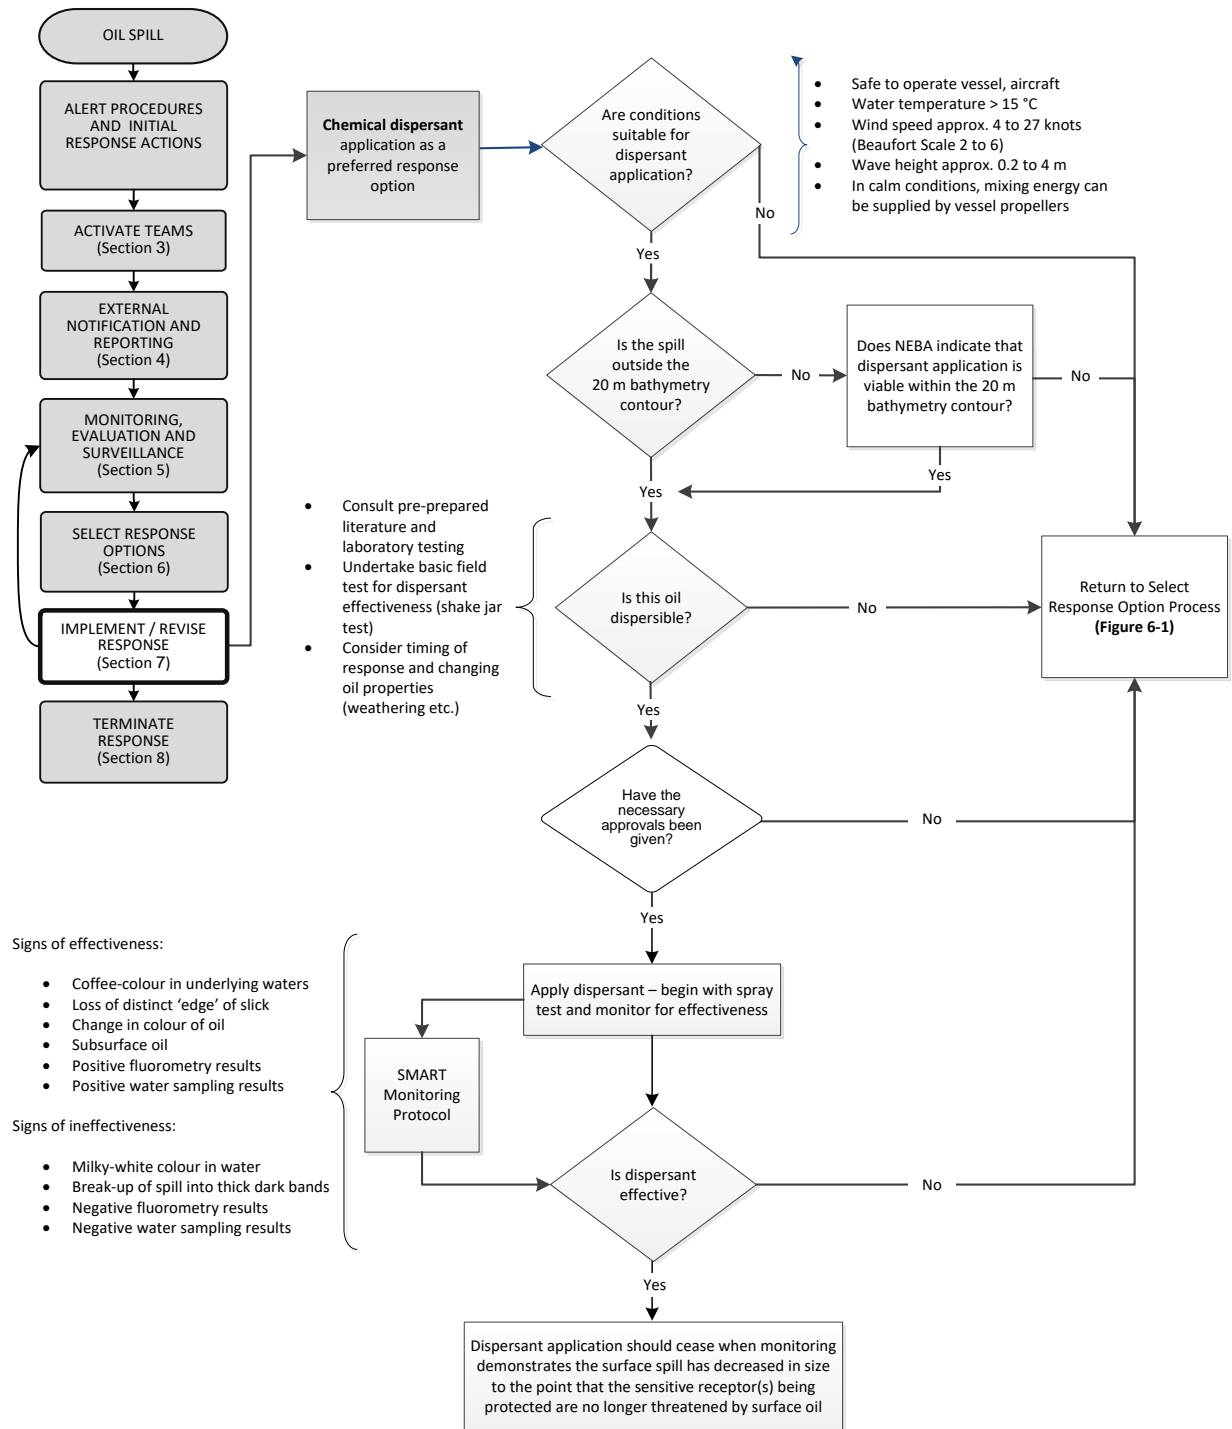 OIL SPILL
ALERT PROCEDURES
AND INITIAL
RESPONSE ACTIONS
ACTIVATE TEAMS
(Section 3)
EXTERNAL
NOTIFICATION AND
REPORTING
(Section 4)
MONITORING,
EVALUATION AND
SURVEILLANCE
(Section 5)
SELECT RESPONSE
OPTIONS
(Section 6)
IMPLEMENT / REVISE
RESPONSE
(Section 7)
TERMINATE
RESPONSE
(Section 8)
Chemical dispersant
application as a
preferred response
option
Are conditions
suitable for
dispersant
application?
• Safe to operate vessel, aircraft
• Water temperature > 15 °C
• Wind speed approx. 4 to 27 knots
(Beaufort Scale 2 to 6)
• Wave height approx. 0.2 to 4 m
• In calm conditions, mixing energy can
be supplied by vessel propellers
No
Yes
Is the spill
outside the
20 m bathymetry
contour?
No
Does NEBA indicate that
dispersant application is
viable within the 20 m
bathymetry contour?
No
Yes
Yes
• Consult pre-prepared
literature and
laboratory testing
• Undertake basic field
test for dispersant
effectiveness (shake jar
test)
• Consider timing of
response and changing
oil properties
(weathering etc.)
Is this oil
dispersible?
No
Return to Select
Response Option Process
(Figure 6-1)
Yes
Have the
necessary
approvals been
given?
No
Yes
Apply dispersant – begin with spray
test and monitor for effectiveness
SMART
Monitoring
Protocol
Signs of effectiveness:
• Coffee-colour in underlying waters
• Loss of distinct ‘edge’ of slick
• Change in colour of oil
• Subsurface oil
• Positive fluorometry results
• Positive water sampling results
Signs of ineffectiveness:
• Milky-white colour in water
• Break-up of spill into thick dark bands
• Negative fluorometry results
• Negative water sampling results
Is dispersant
effective?
No
Yes
Dispersant application should cease when monitoring
demonstrates the surface spill has decreased in size
to the point that the sensitive receptor(s) being
protected are no longer threatened by surface oil